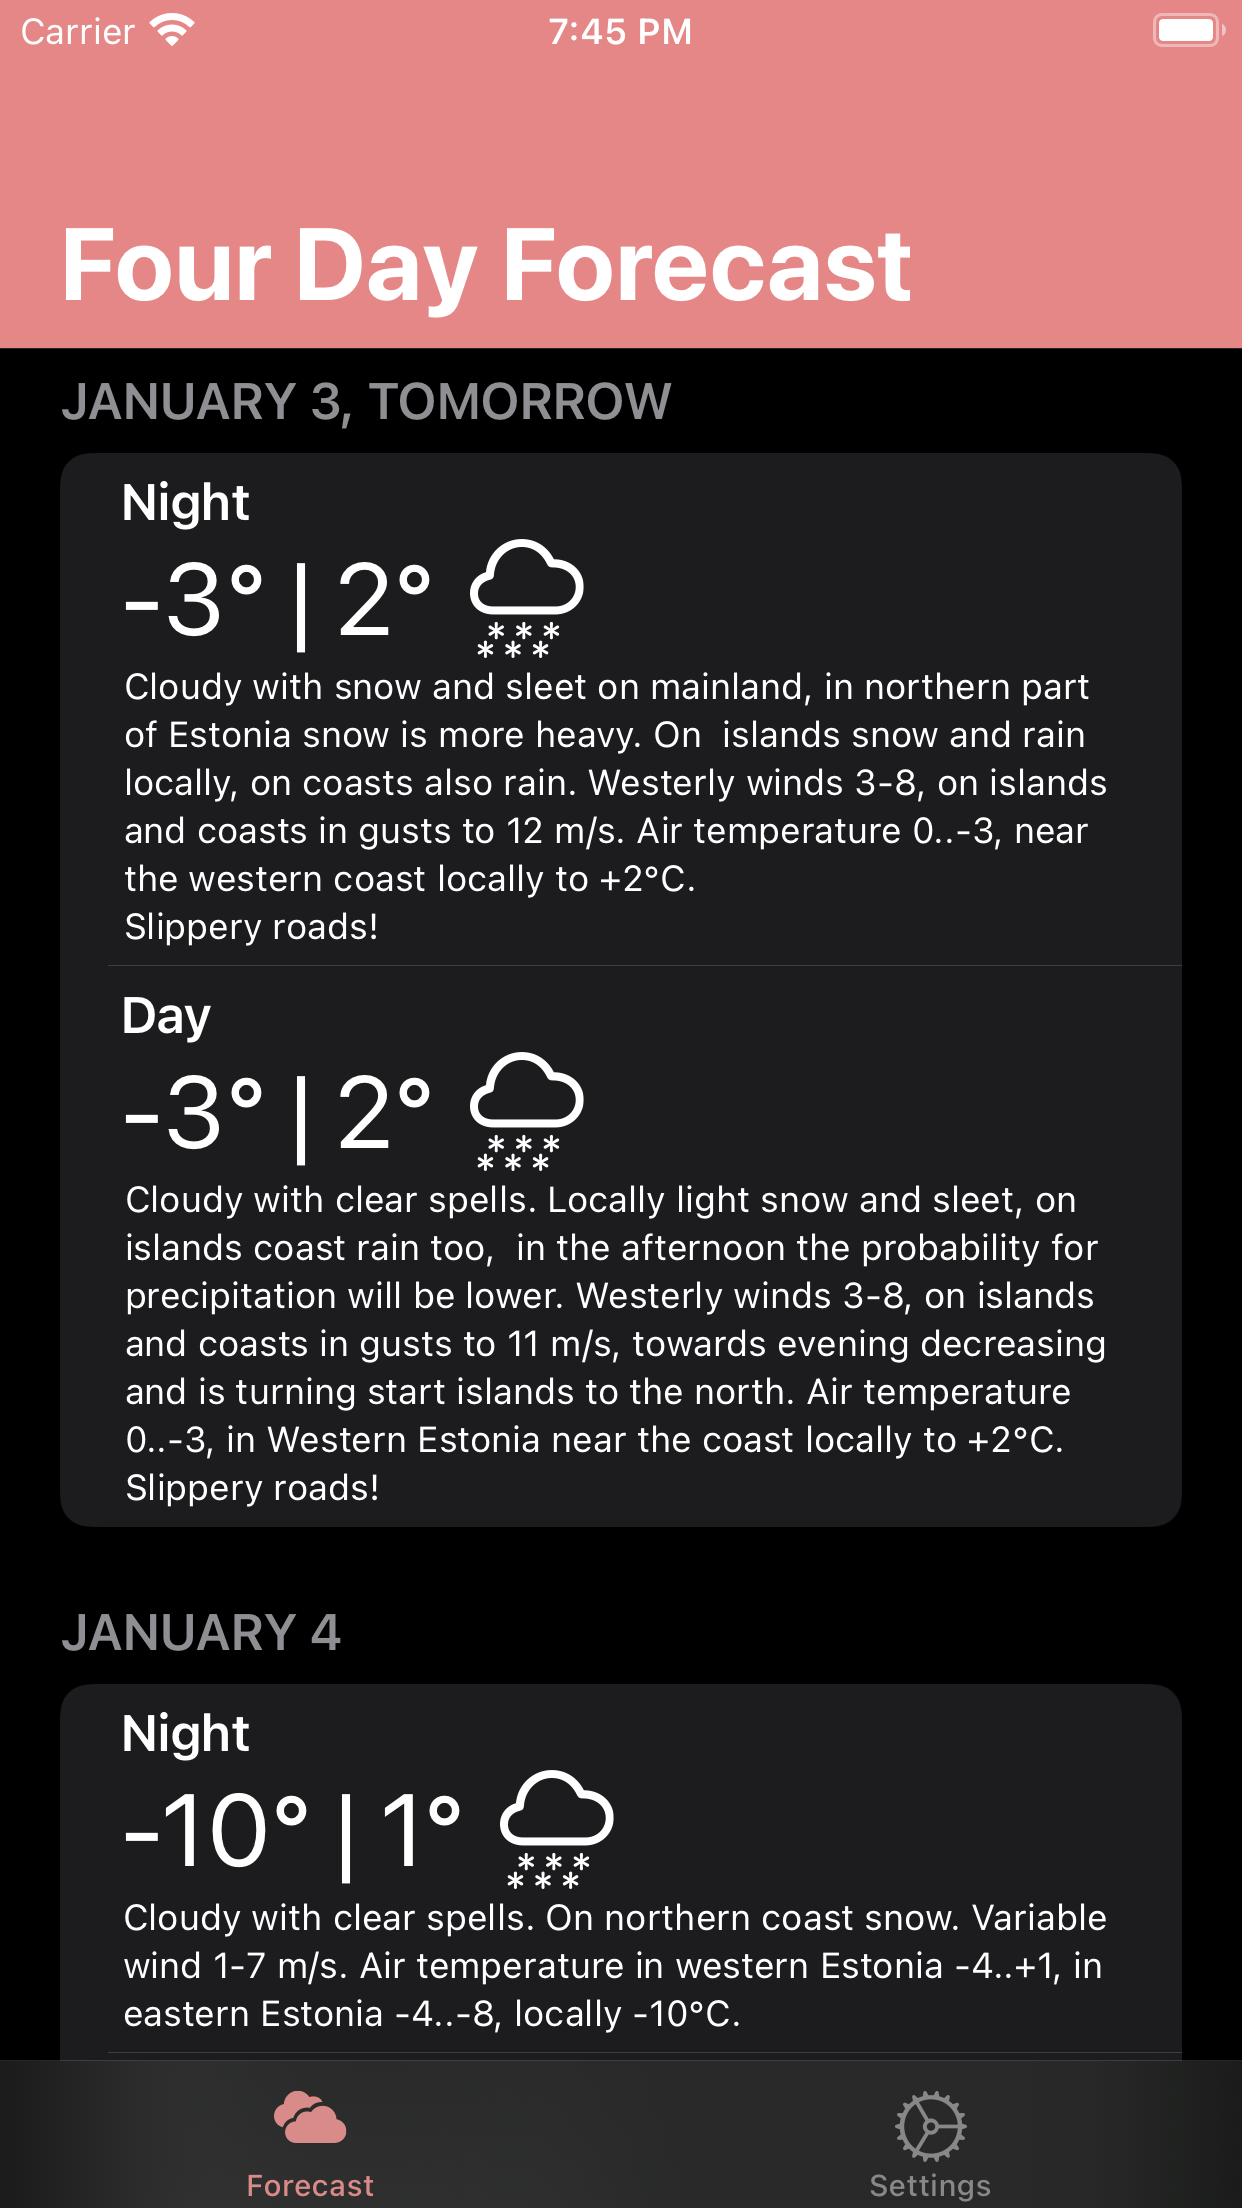 Carrier 7:45 PM
Four Day Forecast
JANUARY 3, TOMORROW
Night
-3° | 2°
Cloudy with snow and sleet on mainland, in northern part
of Estonia snow is more heavy. On  islands snow and rain
locally, on coasts also rain. Westerly winds 3-8, on islands
and coasts in gusts to 12 m/s. Air temperature 0..-3, near
the western coast locally to +2°C.
Slippery roads!
Day
-3° | 2°
Cloudy with clear spells. Locally light snow and sleet, on
islands coast rain too,  in the afternoon the probability for
precipitation will be lower. Westerly winds 3-8, on islands
and coasts in gusts to 11 m/s, towards evening decreasing
and is turning start islands to the north. Air temperature
0..-3, in Western Estonia near the coast locally to +2°C.
Slippery roads!
JANUARY 4
Night
-10° | 1°
Cloudy with clear spells. On northern coast snow. Variable
wind 1-7 m/s. Air temperature in western Estonia -4..+1, in
eastern Estonia -4..-8, locally -10°C.
Forecast Settings